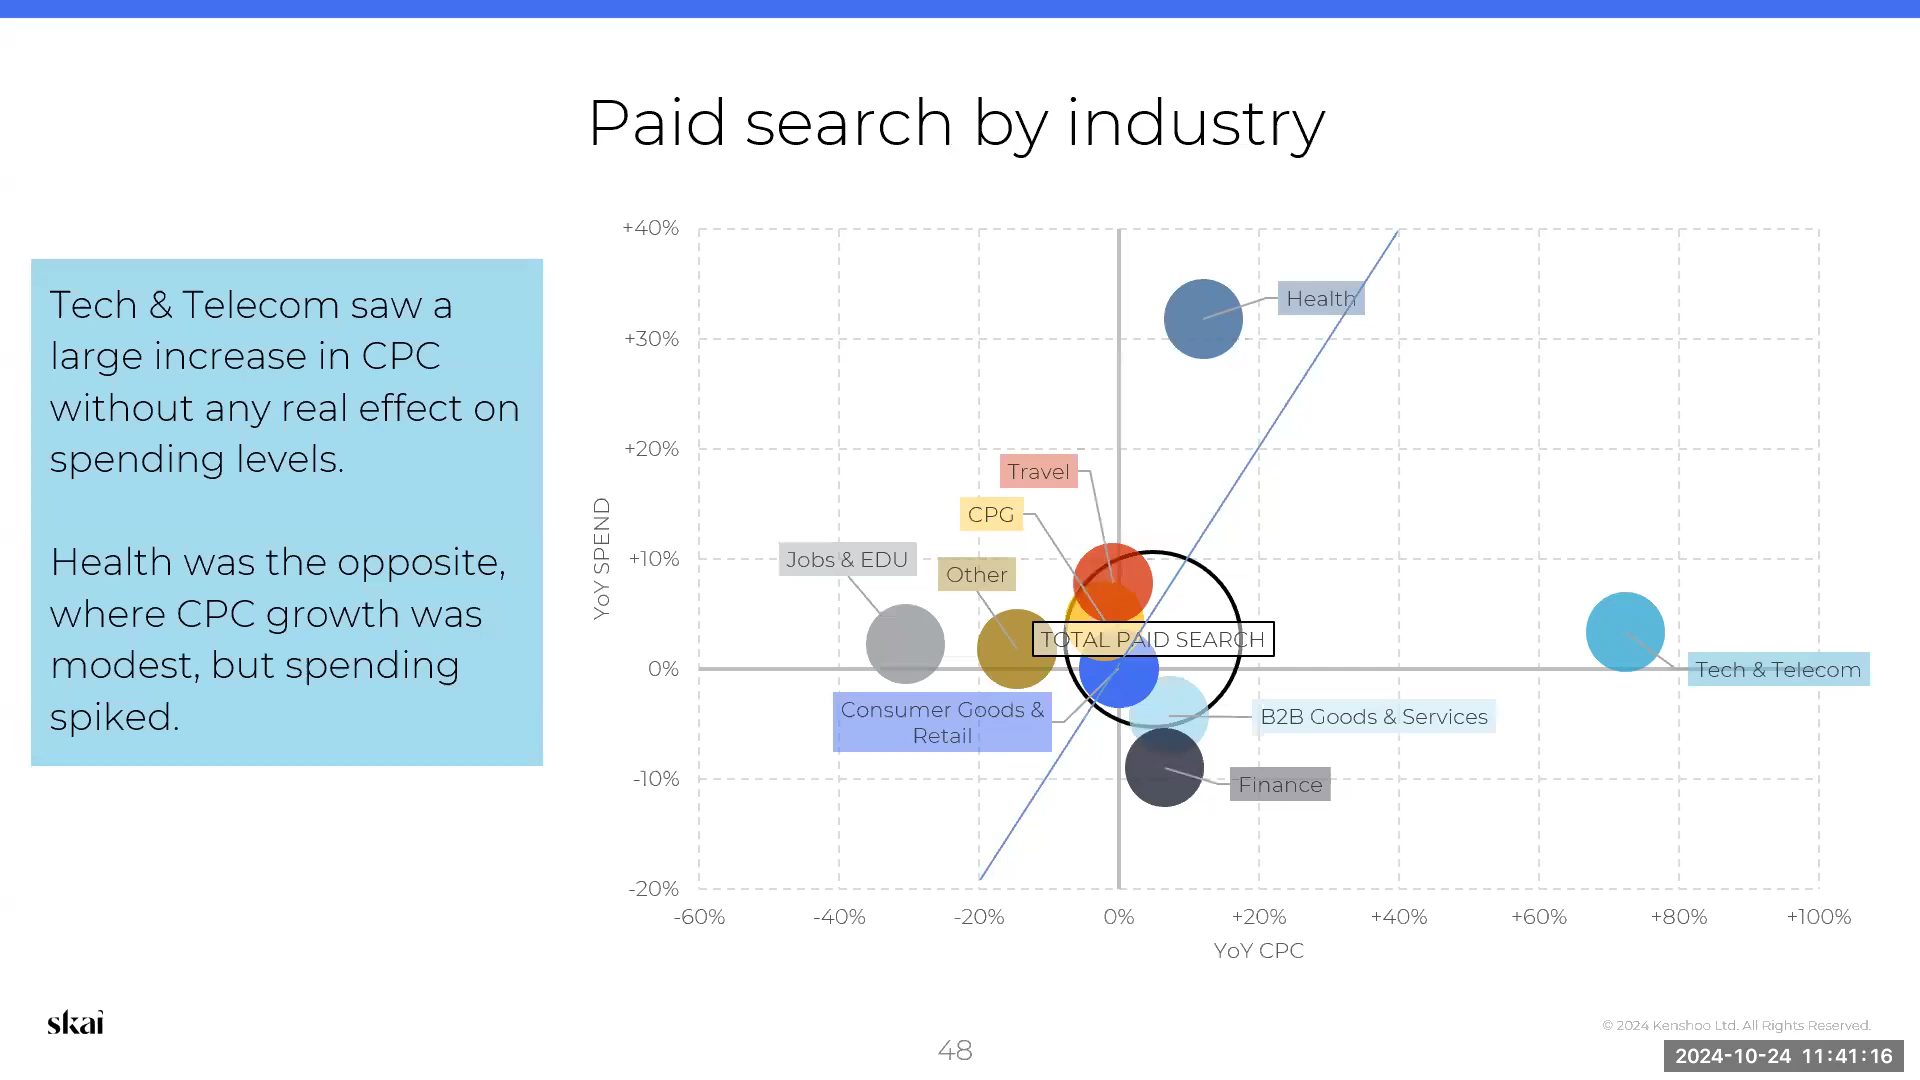 Paid search by industry
Tech & Telecom saw a
large increase in CPC
without any real effect on
spending levels.
Health was the opposite,
where CPC growth was
modest, but spending
spiked.
YoY SPEND
+40%
+30%
+20%
+10%
0%
-10%
-20%
Health
Travel
CPG
Jobs & EDU
Other
TOTAL PAID SEARCH
Tech & Telecom
Consumer Goods &
Retail
B2B Goods & Services
Finance
-60%
-40%
-20%
0%
+20%
+40%
+60%
+80%
+100%
YoY CPC
skai
© 2024 Kenshoo Ltd. All Rights Reserved.
48
2024-10-24 11:41:16